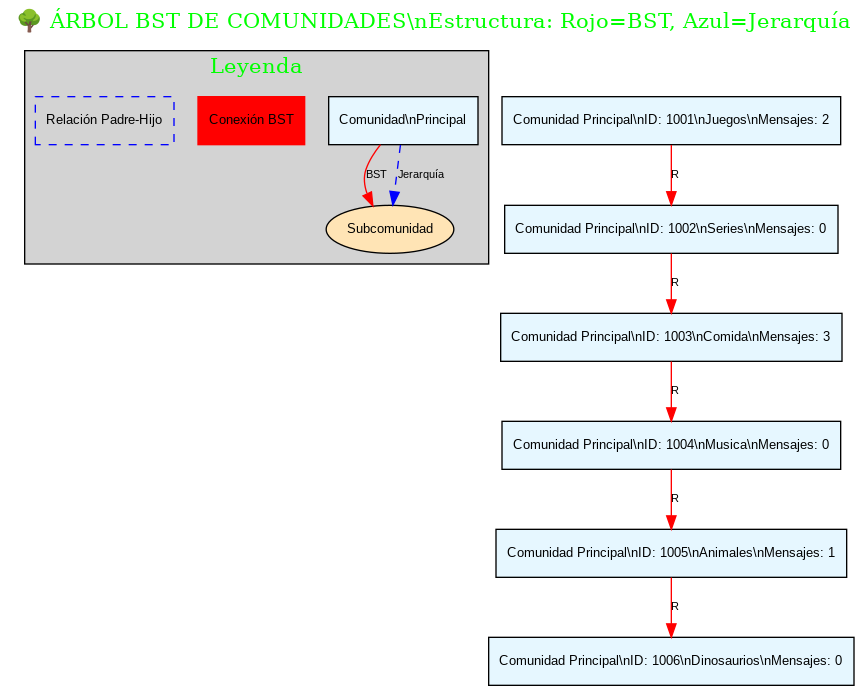 🌳 ÁRBOL BST DE COMUNIDADES\nEstructura: Rojo=BST, Azul=Jerarquía
Leyenda
Relación Padre-Hijo
Conexión BST
Comunidad\nPrincipal
BST
Jerarquía
Subcomunidad
Comunidad Principal\nID: 1001\nJuegos\nMensajes: 2
R
Comunidad Principal\nID: 1002\nSeries\nMensajes: 0
R
Comunidad Principal\nID: 1003\nComida\nMensajes: 3
R
Comunidad Principal\nID: 1004\nMusica\nMensajes: 0
R
Comunidad Principal\nID: 1005\nAnimales\nMensajes: 1
R
Comunidad Principal\nID: 1006\nDinosaurios\nMensajes: 0